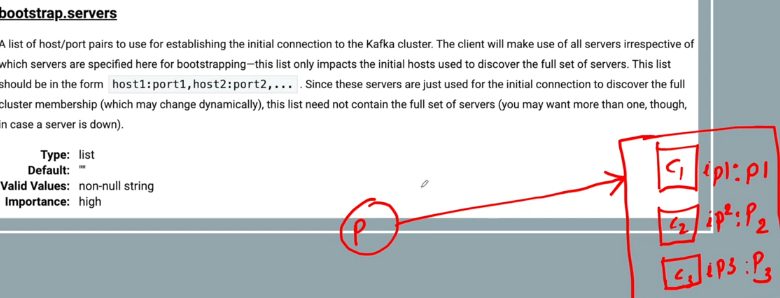 bootstrap.servers
A list of host/port pairs to use for establishing the initial connection to the Kafka cluster. The client will make use of all servers irrespective of
which servers are specified here for bootstrapping—this list only impacts the initial hosts used to discover the full set of servers. This list
should be in the form host1:port1,host2:port2,... . Since these servers are just used for the initial connection to discover the full
cluster membership (which may change dynamically), this list need not contain the full set of servers (you may want more than one, though,
in case a server is down).
Type: list
Default: ""
Valid Values: non-null string
Importance: high
P
C1 ip1:p1
C2 ip2:P2
C3 ip3:P3